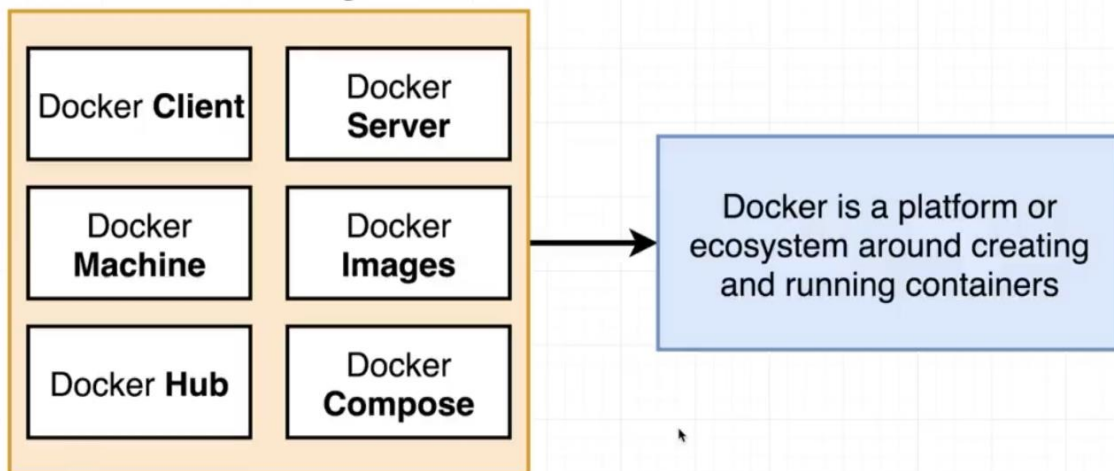 Docker Client
Docker
Server
Docker
Machine
Docker
Images
Docker Hub
Docker
Compose
Docker is a platform or
ecosystem around creating
and running containers